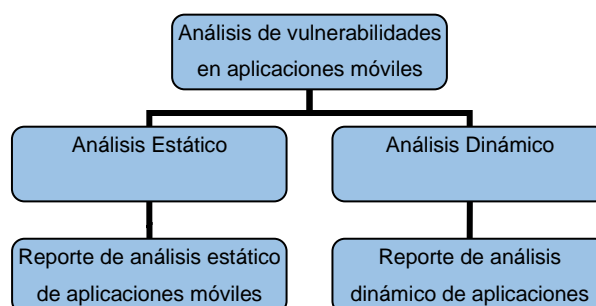 Análisis de vulnerabilidades
en aplicaciones móviles
Análisis Estático
Análisis Dinámico
Reporte de análisis estático
de aplicaciones móviles
Reporte de análisis
dinámico de aplicaciones